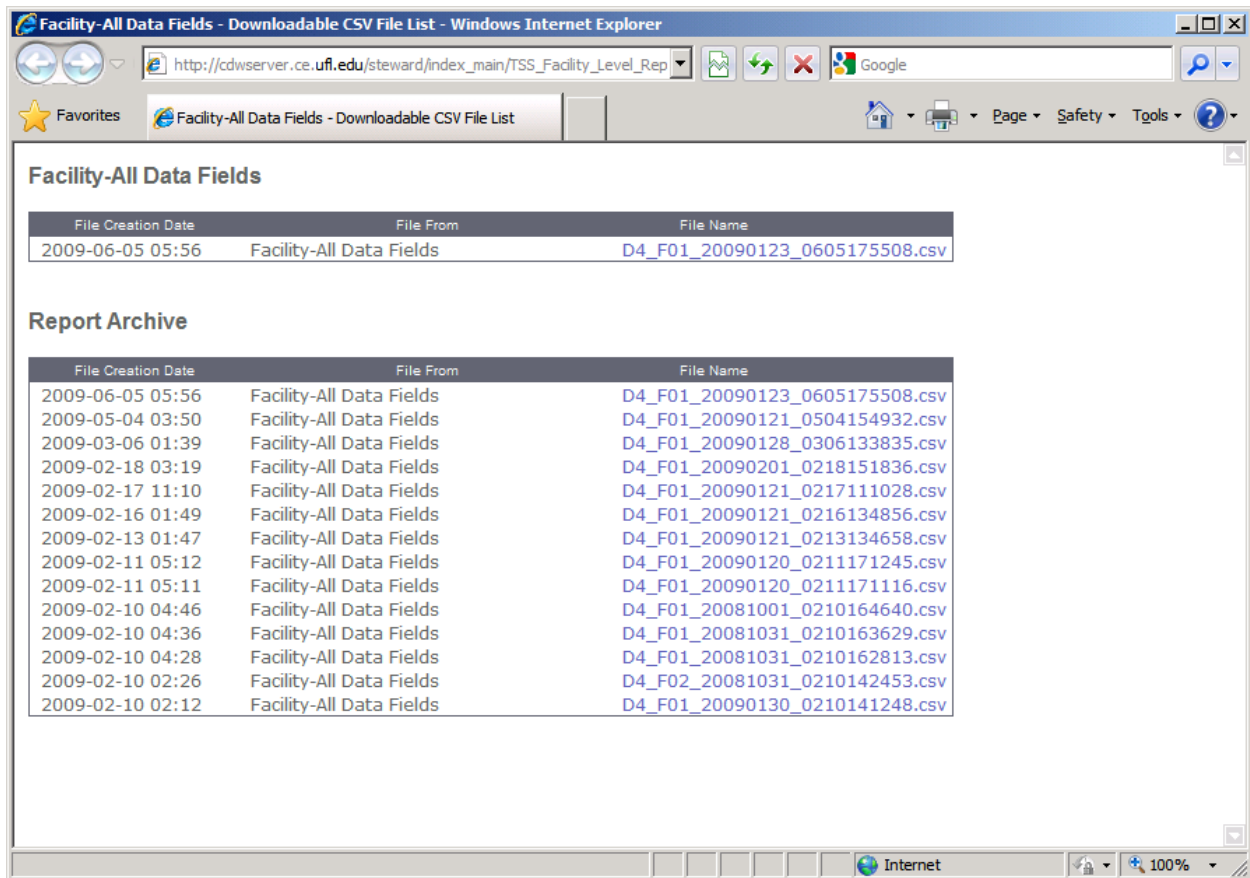 Facility-All Data Fields - Downloadable CSV File List - Windows Internet Explorer
http://cdwserver.ce.ufl.edu/steward/index_main/TSS_Facility_Level_Rep
Google
Favorites
Facility-All Data Fields - Downloadable CSV File List
Page
Safety
Tools
Facility-All Data Fields
File Creation Date File From File Name
2009-06-05 05:56 Facility-All Data Fields D4_F01_20090123_0605175508.csv
Report Archive
File Creation Date File From File Name
2009-06-05 05:56 Facility-All Data Fields D4_F01_20090123_0605175508.csv
2009-05-04 03:50 Facility-All Data Fields D4_F01_20090121_0504154932.csv
2009-03-06 01:39 Facility-All Data Fields D4_F01_20090128_0306133835.csv
2009-02-18 03:19 Facility-All Data Fields D4_F01_20090201_0218151836.csv
2009-02-17 11:10 Facility-All Data Fields D4_F01_20090121_0217111028.csv
2009-02-16 01:49 Facility-All Data Fields D4_F01_20090121_0216134856.csv
2009-02-13 01:47 Facility-All Data Fields D4_F01_20090121_0213134658.csv
2009-02-11 05:12 Facility-All Data Fields D4_F01_20090120_0211171245.csv
2009-02-11 05:11 Facility-All Data Fields D4_F01_20090120_0211171116.csv
2009-02-10 04:46 Facility-All Data Fields D4_F01_20081001_0210164640.csv
2009-02-10 04:36 Facility-All Data Fields D4_F01_20081031_0210163629.csv
2009-02-10 04:28 Facility-All Data Fields D4_F01_20081031_0210162813.csv
2009-02-10 02:26 Facility-All Data Fields D4_F02_20081031_0210142453.csv
2009-02-10 02:12 Facility-All Data Fields D4_F01_20090130_0210141248.csv
Internet
100%